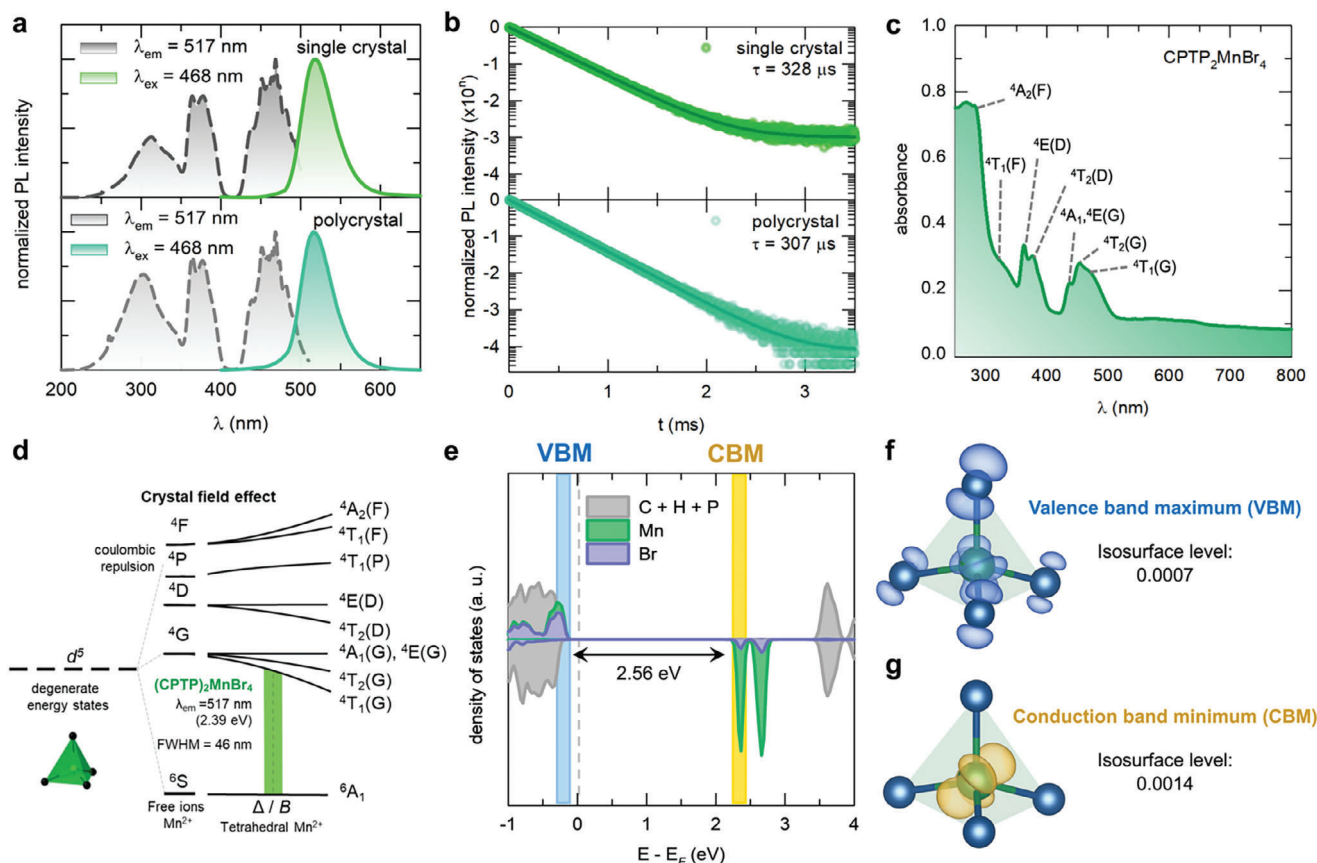 a
λem = 517 nm
single crystal
λex = 468 nm
λem = 517 nm
polycrystal
λex = 468 nm
normalized PL intensity
200 300 400 500 600
λ (nm)
b
0
single crystal
τ = 328 µs
-1
-2
-3
0
polycrystal
τ = 307 µs
-1
-2
-3
-4
normalized PL intensity (x10ⁿ)
0 1 2 3
t (ms)
c
1.0
CPTP₂MnBr₄
0.8
⁴A₂(F)
0.6
⁴T₁(F)
⁴E(D)
⁴T₂(D)
0.4
⁴A₁,⁴E(G)
⁴T₂(G)
⁴T₁(G)
0.2
0.0
absorbance
300 400 500 600 700 800
λ (nm)
d
Crystal field effect
⁴F
⁴A₂(F)
⁴T₁(F)
coulombic
repulsion
⁴P
⁴T₁(P)
⁴D
⁴E(D)
⁴T₂(D)
⁴G
⁴A₁(G), ⁴E(G)
d⁵
⁴T₂(G)
⁴T₁(G)
degenerate
energy states
(CPTP)₂MnBr₄
λem =517 nm
(2.39 eV)
FWHM = 46 nm
⁶S
⁶A₁
Free ions
Mn²⁺
Δ / B
Tetrahedral Mn²⁺
e
VBM
CBM
C + H + P
Mn
Br
2.56 eV
density of states (a. u.)
-1 0 1 2 3 4
E - EF (eV)
f
Valence band maximum (VBM)
Isosurface level:
0.0007
g
Conduction band minimum (CBM)
Isosurface level:
0.0014